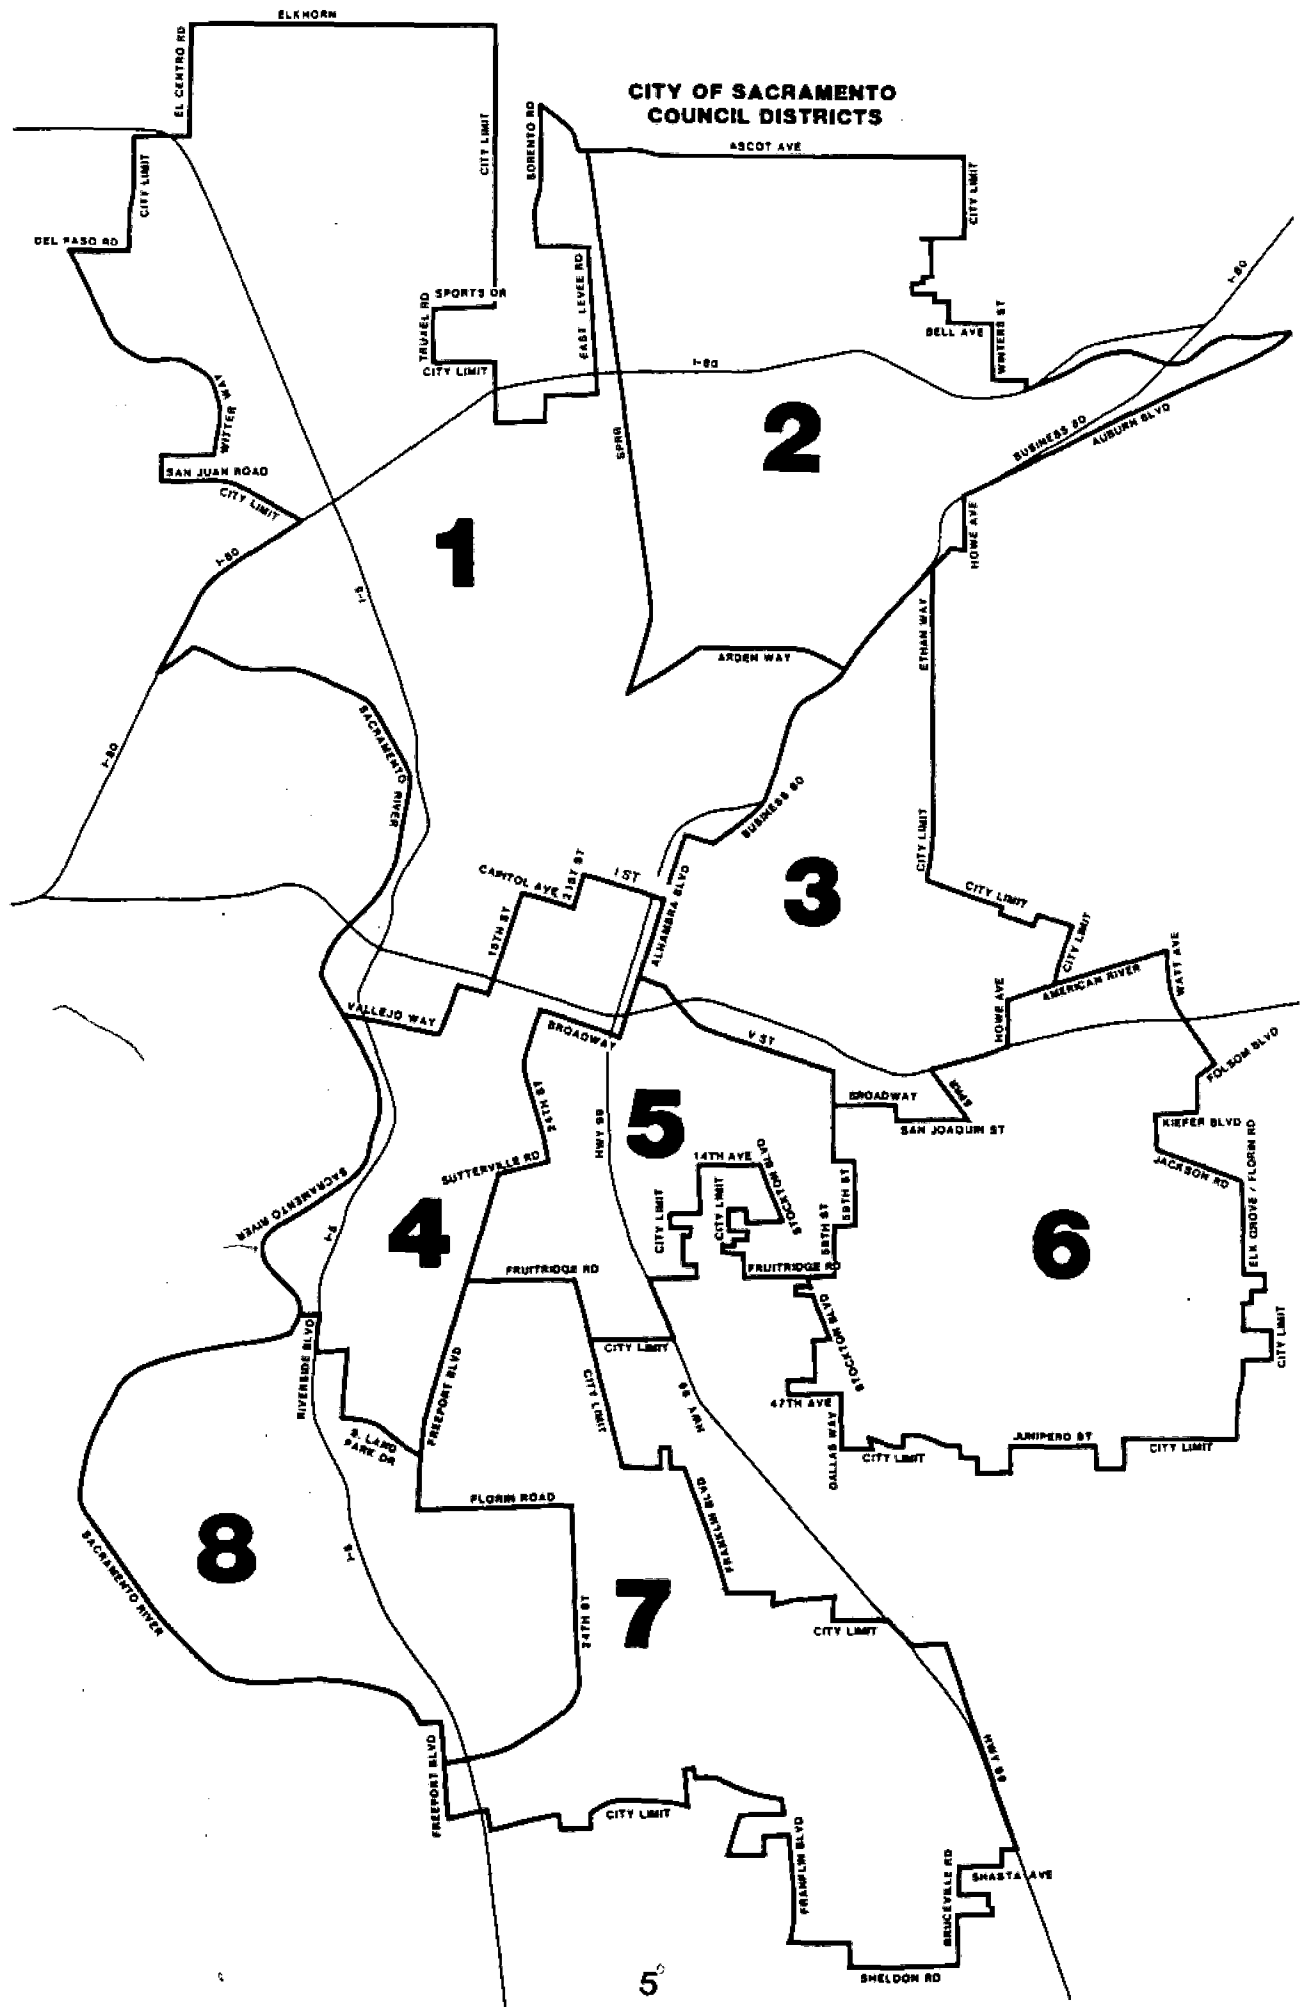 ELKHORN
EL CENTRO RD
CITY OF SACRAMENTO
COUNCIL DISTRICTS
SORENTO RD
CITY LIMIT
ASCOT AVE
CITY LIMIT
CITY LIMIT
DEL PASO RD
I-80
SPORTS DR
TRUXEL RD
EAST LEVEE RD
BELL AVE
WINTERS ST
CITY LIMIT
I-80
WITTER WAY
2
BUSINESS 80
AUBURN BLVD
SPRR
SAN JUAN ROAD
CITY LIMIT
1
HOWE AVE
I-80
I-5
ETHAN WAY
ARDEN WAY
SACRAMENTO RIVER
I-80
BUSINESS 80
CITY LIMIT
CAPITOL AVE
21ST ST
I ST
3
CITY LIMIT
ALHAMBRA BLVD
15TH ST
CITY LIMIT
WATT AVE
AMERICAN RIVER
HOWE AVE
VALLEJO WAY
BROADWAY
V ST
FOLSOM BLVD
24TH ST
5
HWY 99
SPRR
BROADWAY
SAN JOAQUIN ST
KIEFER BLVD
SUTTERVILLE RD
14TH AVE
STOCKTON BLVD
JACKSON RD
ELK GROVE / FLORIN RD
SACRAMENTO RIVER
4
CITY LIMIT
CITY LIMIT
59TH ST
58TH ST
6
I-5
FRUITRIDGE RD
FRUITRIDGE RD
STOCKTON BLVD
RIVERSIDE BLVD
CITY LIMIT
CITY LIMIT
FREEPORT BLVD
CITY LIMIT
HWY 99
47TH AVE
S. LAND
PARK DR
DALLAS WAY
CITY LIMIT
JUNIPERO ST
CITY LIMIT
FLORIN ROAD
FRANKLIN BLVD
8
I-5
SACRAMENTO RIVER
7
24TH ST
CITY LIMIT
HWY 99
FREEPORT BLVD
CITY LIMIT
FRANKLIN BLVD
BRUCEVILLE RD
SHASTA AVE
SHELDON RD
5